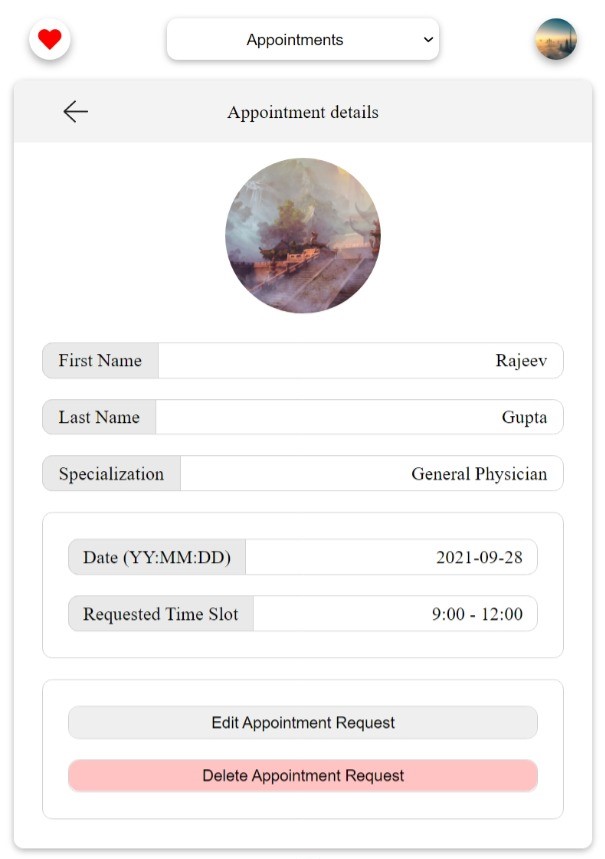 Appointments
Appointment details
First Name Rajeev
Last Name Gupta
Specialization General Physician
Date (YY:MM:DD) 2021-09-28
Requested Time Slot 9:00 - 12:00
Edit Appointment Request
Delete Appointment Request